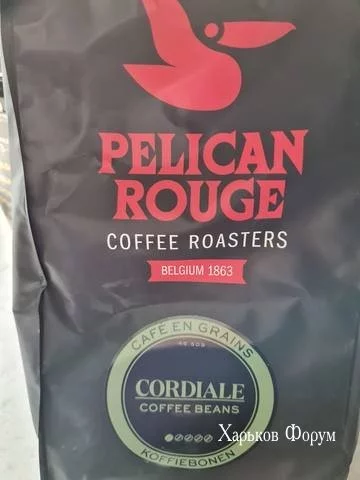 PELICAN
ROUGE
COFFEE ROASTERS
BELGIUM 1863
CAFÉ EN GRAINS
CORDIALE
COFFEE BEANS
KOFFIEBONEN
Харьков Форум